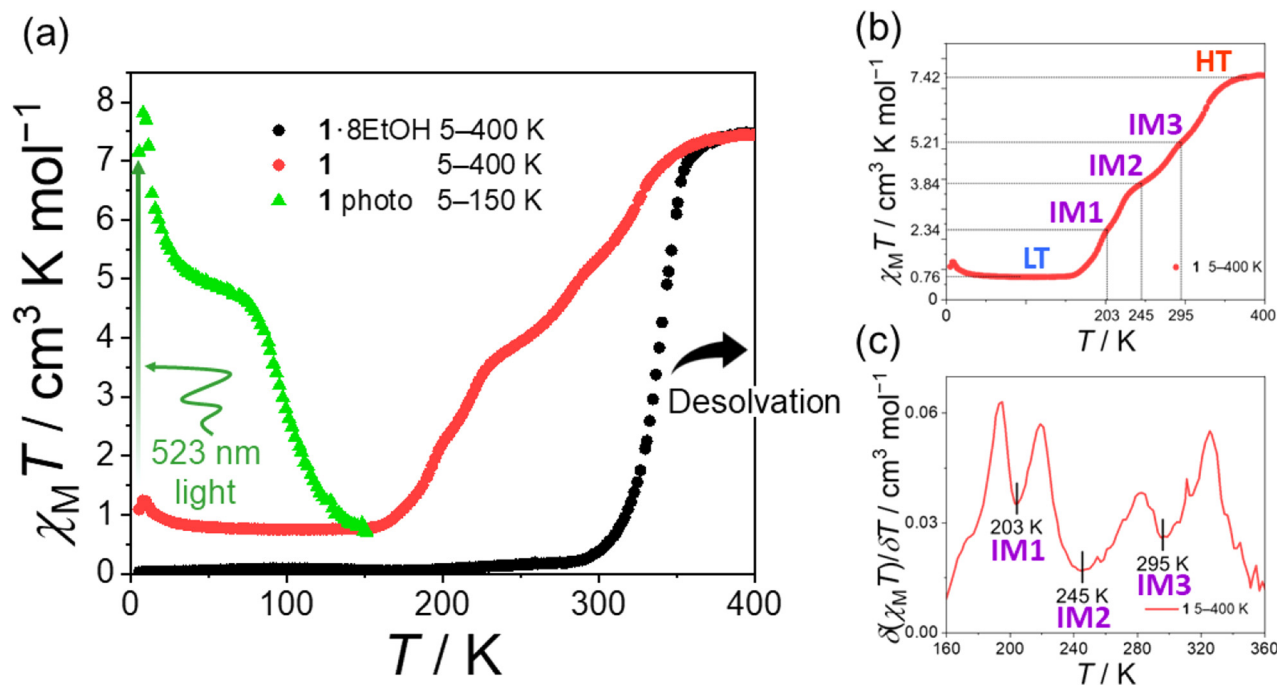 (a)
χMT / cm³ K mol⁻¹
8
7
6
5
4
3
2
1
0
1·8EtOH 5–400 K
1 5–400 K
1 photo 5–150 K
523 nm
light
Desolvation
0 100 200 300 400
T / K
(b)
χMT / cm³ K mol⁻¹
7.42
5.21
3.84
2.34
0.76
0
HT
IM3
IM2
IM1
LT
1 5–400 K
0 203 245 295 400
T / K
(c)
δ(χMT)/δT / cm³ mol⁻¹
0.06
0.03
0.00
203 K
IM1
245 K
IM2
295 K
IM3
1 5–400 K
160 200 240 280 320 360
T / K